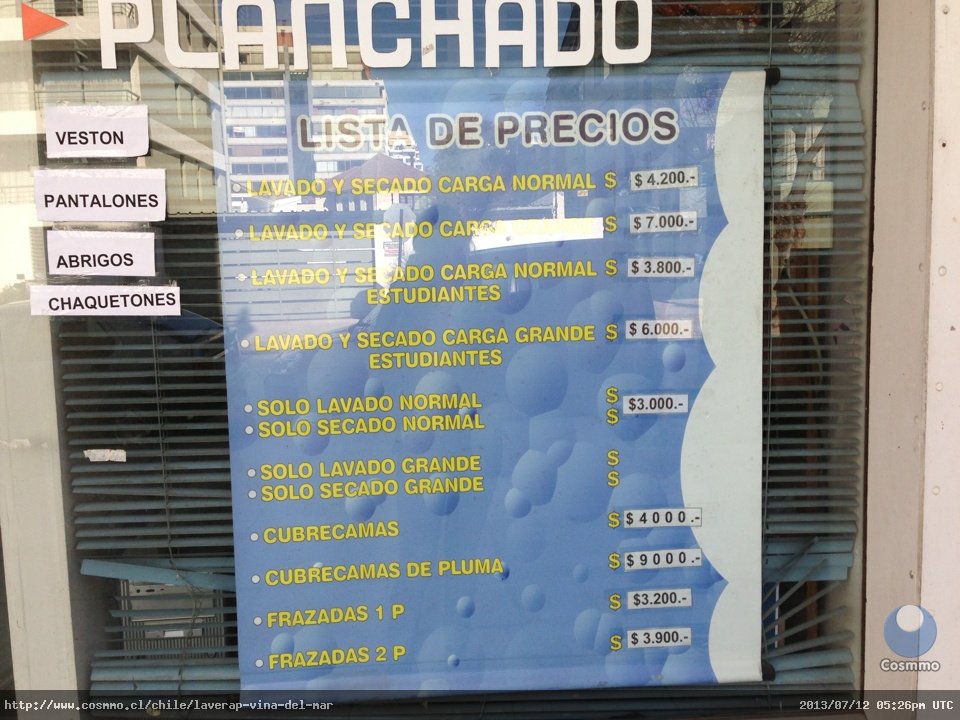 PLANCHADO
LISTA DE PRECIOS
VESTON
PANTALONES
ABRIGOS
CHAQUETONES
LAVADO Y SECADO CARGA NORMAL $ $ 4.200.-
LAVADO Y SECADO CARGA $ $ 7.000.-
LAVADO Y SECADO CARGA NORMAL $ $ 3.800.-
ESTUDIANTES
LAVADO Y SECADO CARGA GRANDE $ $ 6.000.-
ESTUDIANTES
SOLO LAVADO NORMAL $
SOLO SECADO NORMAL $ $3.000.-
SOLO LAVADO GRANDE $
SOLO SECADO GRANDE $
CUBRECAMAS $ $ 4000.-
CUBRECAMAS DE PLUMA $ $ 9000.-
FRAZADAS 1 P $ $3.200.-
FRAZADAS 2 P $ $ 3.900.-
Cosmmo
http://www.cosmmo.cl/chile/laverap-vina-del-mar 2013/07/12 05:26pm UTC